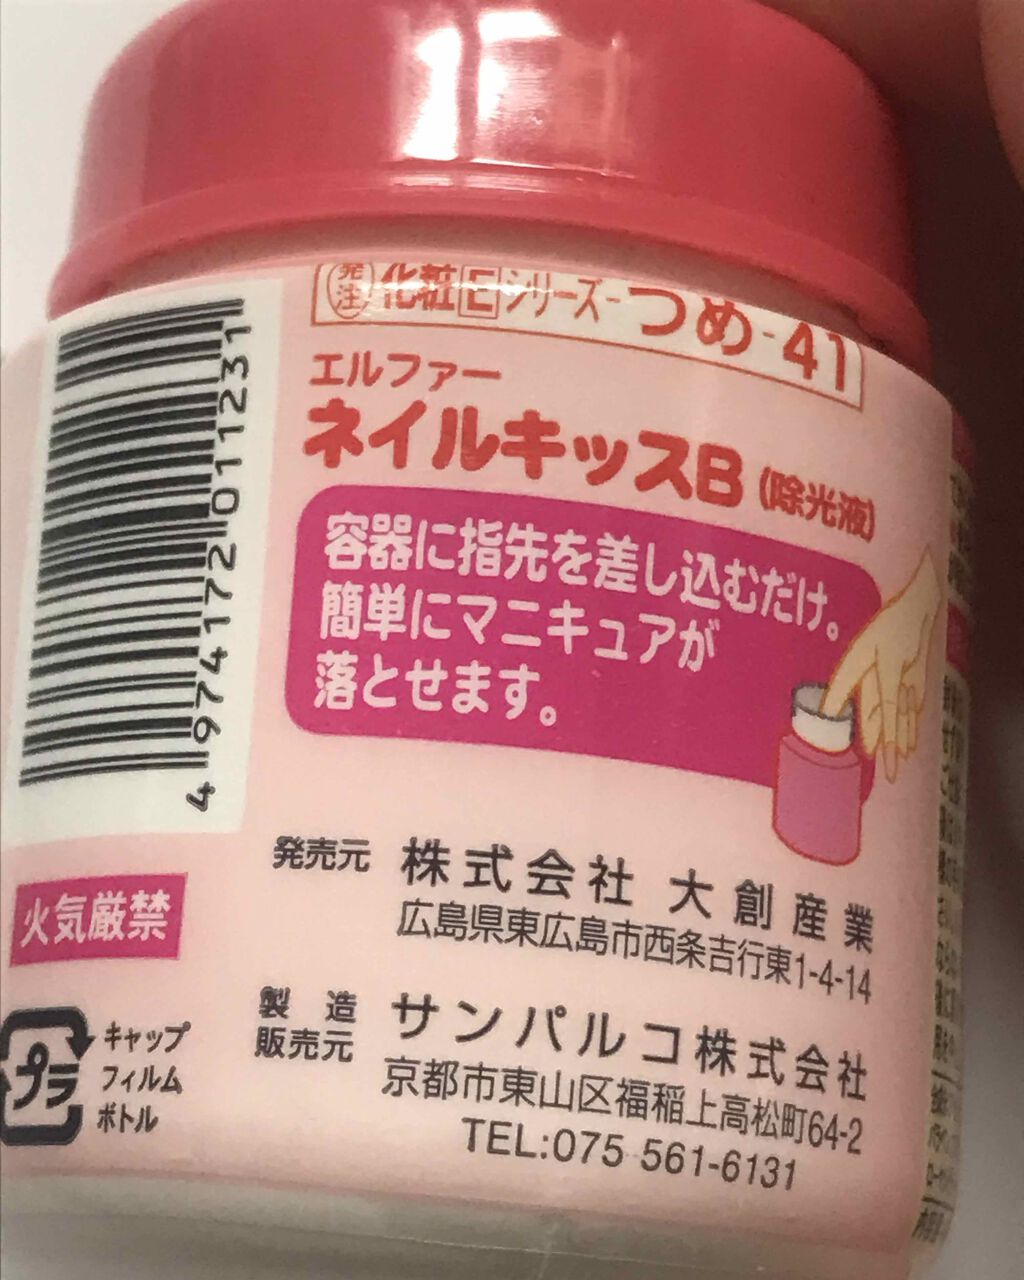 発注 化粧Eシリーズ-つめ-41
エルファー
ネイルキッスB (除光液)
容器に指先を差し込むだけ。
簡単にマニキュアが
落とせます。
4 974172 011231
発売元 株式会社 大創産業
広島県東広島市西条吉行東1-4-14
火気厳禁
製造
販売元 サンパルコ株式会社
京都市東山区福稲上高松町64-2
TEL:075 561-6131
プラ
キャップ
フィルム
ボトル